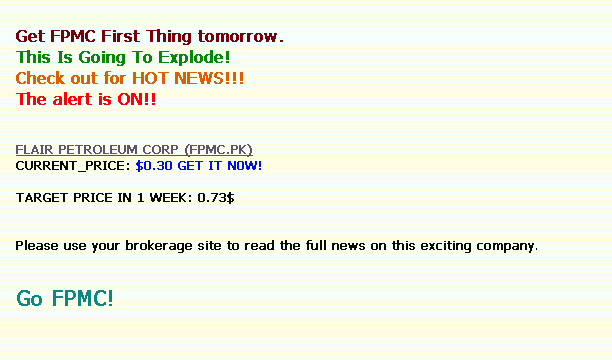 Get FPMC First Thing tomorrow.
This Is Going To Explode!
Check out for HOT NEWS!!!
The alert is ON!!
FLAIR PETROLEUM CORP (FPMC.PK)
CURRENT_PRICE: $0.30 GET IT N0W!
TARGET PRICE IN 1 WEEK: 0.73$
Please use your brokerage site to read the full news on this exciting company.
Go FPMC!